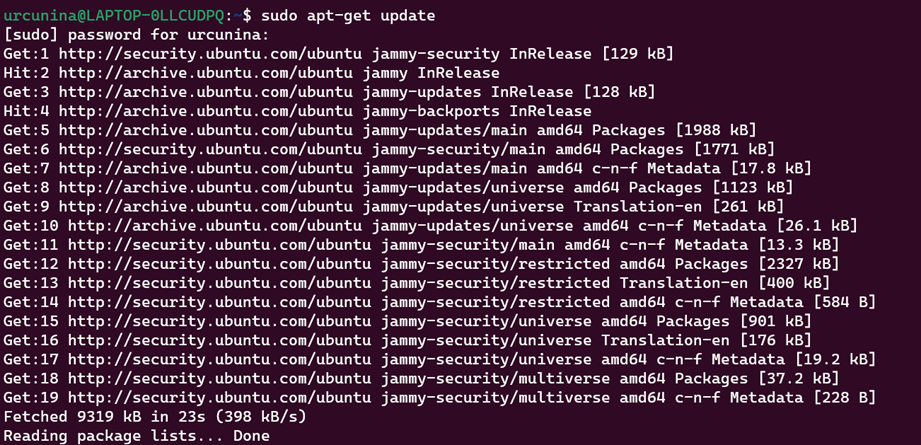 urcunina@LAPTOP-0LLCUDPQ:~$ sudo apt-get update
[sudo] password for urcunina:
Get:1 http://security.ubuntu.com/ubuntu jammy-security InRelease [129 kB]
Hit:2 http://archive.ubuntu.com/ubuntu jammy InRelease
Get:3 http://archive.ubuntu.com/ubuntu jammy-updates InRelease [128 kB]
Hit:4 http://archive.ubuntu.com/ubuntu jammy-backports InRelease
Get:5 http://archive.ubuntu.com/ubuntu jammy-updates/main amd64 Packages [1988 kB]
Get:6 http://security.ubuntu.com/ubuntu jammy-security/main amd64 Packages [1771 kB]
Get:7 http://archive.ubuntu.com/ubuntu jammy-updates/main amd64 c-n-f Metadata [17.8 kB]
Get:8 http://archive.ubuntu.com/ubuntu jammy-updates/universe amd64 Packages [1123 kB]
Get:9 http://archive.ubuntu.com/ubuntu jammy-updates/universe Translation-en [261 kB]
Get:10 http://archive.ubuntu.com/ubuntu jammy-updates/universe amd64 c-n-f Metadata [26.1 kB]
Get:11 http://security.ubuntu.com/ubuntu jammy-security/main amd64 c-n-f Metadata [13.3 kB]
Get:12 http://security.ubuntu.com/ubuntu jammy-security/restricted amd64 Packages [2327 kB]
Get:13 http://security.ubuntu.com/ubuntu jammy-security/restricted Translation-en [400 kB]
Get:14 http://security.ubuntu.com/ubuntu jammy-security/restricted amd64 c-n-f Metadata [584 B]
Get:15 http://security.ubuntu.com/ubuntu jammy-security/universe amd64 Packages [901 kB]
Get:16 http://security.ubuntu.com/ubuntu jammy-security/universe Translation-en [176 kB]
Get:17 http://security.ubuntu.com/ubuntu jammy-security/universe amd64 c-n-f Metadata [19.2 kB]
Get:18 http://security.ubuntu.com/ubuntu jammy-security/multiverse amd64 Packages [37.2 kB]
Get:19 http://security.ubuntu.com/ubuntu jammy-security/multiverse amd64 c-n-f Metadata [228 B]
Fetched 9319 kB in 23s (398 kB/s)
Reading package lists... Done